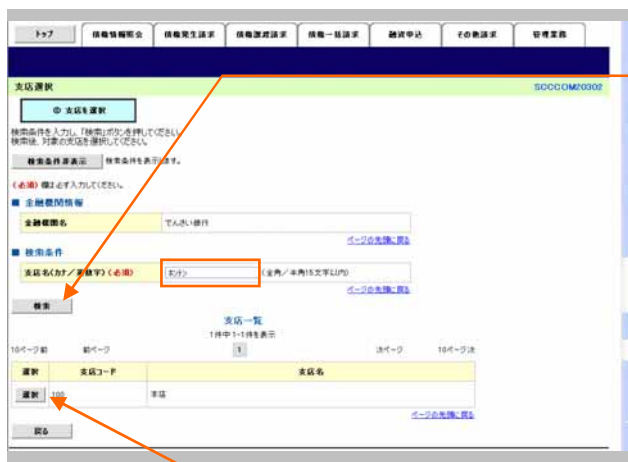 トップ 債権情報照会 債権発生請求 債権譲渡請求 債権一括請求 融資申込 その他請求 管理業務
支店選択 SCCCOM20302
① 支店を選択
検索条件を入力し、「検索」ボタンを押してください。
検索後、対象の支店を選択してください。
検索条件非表示 検索条件を表示します。
(必須)欄は必ず入力してください。
■ 金融機関情報
金融機関名 でんさい銀行
ページの先頭に戻る
■ 検索条件
支店名(カナ/英数字)(必須) ホンテン (全角/半角15文字以内)
ページの先頭に戻る
検索
支店一覧
1件中 1-1件を表示
10ページ前 前ページ 1 次ページ 10ページ次
選択 支店コード 支店名
選択 100 本店
ページの先頭に戻る
戻る